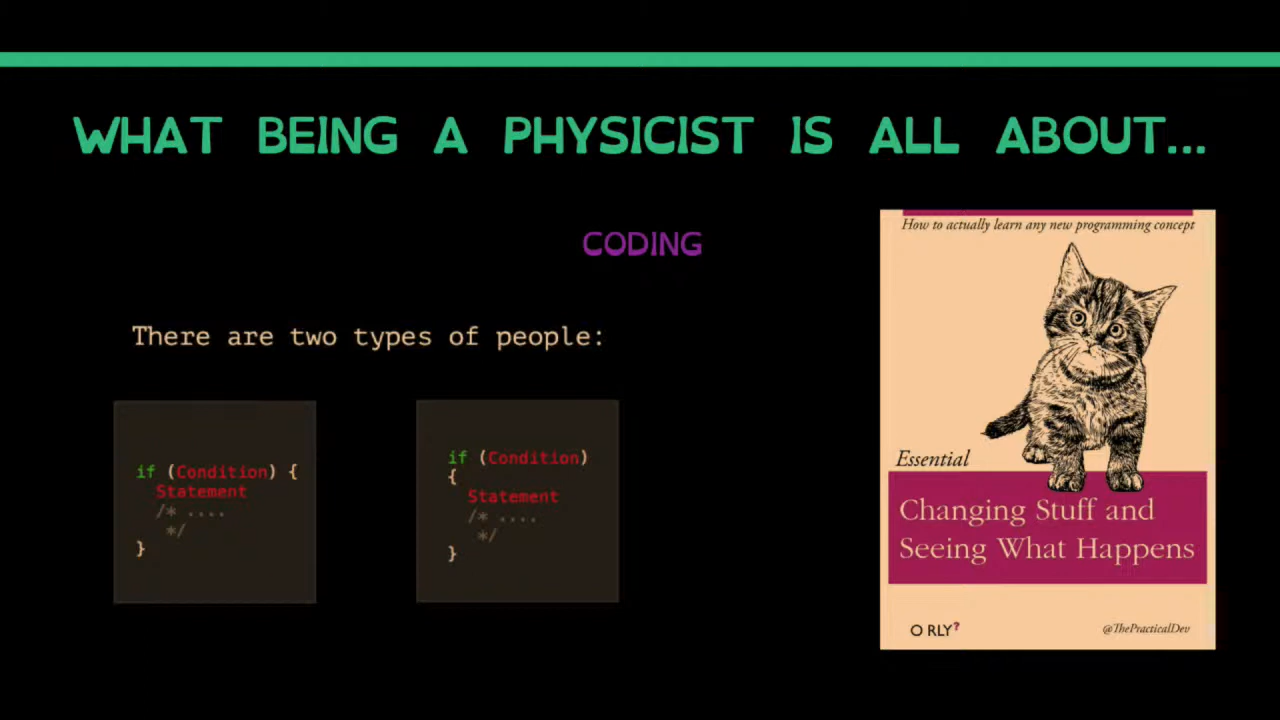 WHAT BEING A PHYSICIST IS ALL ABOUT...
CODING
There are two types of people:
if (Condition) {
Statement
/* ....
*/
}
if (Condition)
{
Statement
/* ....
*/
}
How to actually learn any new programming concept
Essential
Changing Stuff and
Seeing What Happens
O RLY?
@ThePracticalDev